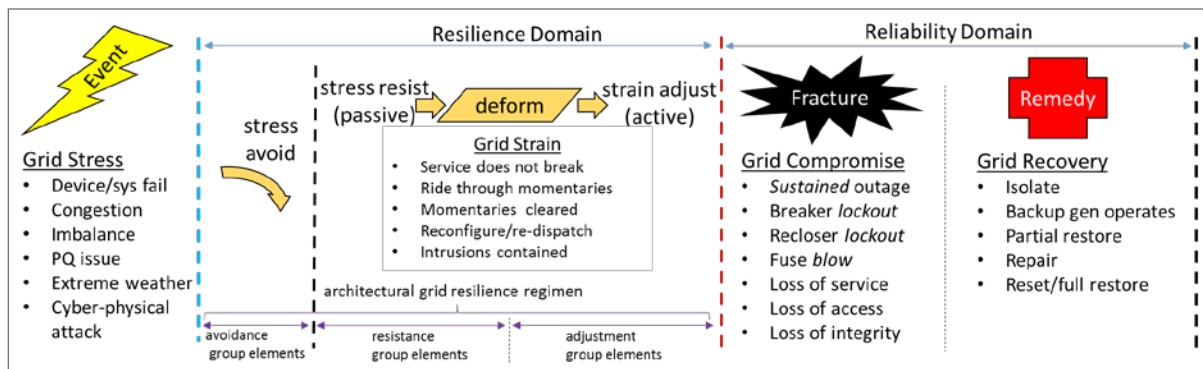 Event
Grid Stress
• Device/sys fail
• Congestion
• Imbalance
• PQ issue
• Extreme weather
• Cyber-physical
attack
Resilience Domain
stress
avoid
stress resist
(passive)
deform
strain adjust
(active)
Grid Strain
• Service does not break
• Ride through momentaries
• Momentaries cleared
• Reconfigure/re-dispatch
• Intrusions contained
architectural grid resilience regimen
avoidance
group elements
resistance
group elements
adjustment
group elements
Reliability Domain
Fracture
Grid Compromise
• Sustained outage
• Breaker lockout
• Recloser lockout
• Fuse blow
• Loss of service
• Loss of access
• Loss of integrity
Remedy
Grid Recovery
• Isolate
• Backup gen operates
• Partial restore
• Repair
• Reset/full restore